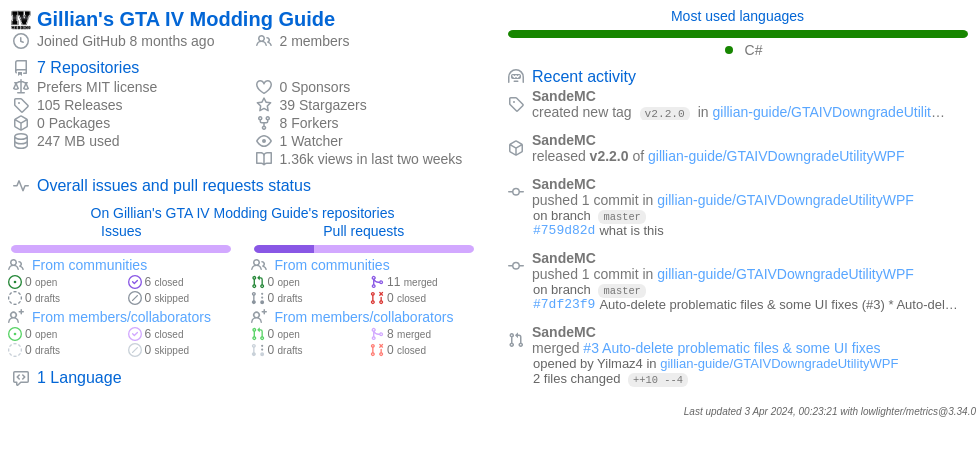 IV
Gillian's GTA IV Modding Guide
Joined GitHub 8 months ago
2 members
7 Repositories
Prefers MIT license
105 Releases
0 Packages
247 MB used
0 Sponsors
39 Stargazers
8 Forkers
1 Watcher
1.36k views in last two weeks
Overall issues and pull requests status
On Gillian's GTA IV Modding Guide's repositories
Issues
From communities
0 open
6 closed
0 drafts
0 skipped
From members/collaborators
0 open
6 closed
0 drafts
0 skipped
Pull requests
From communities
0 open
11 merged
0 drafts
0 closed
From members/collaborators
0 open
8 merged
0 drafts
0 closed
1 Language
Most used languages
C#
Recent activity
SandeMC
created new tag v2.2.0 in gillian-guide/GTAIVDowngradeUtilit…
SandeMC
released v2.2.0 of gillian-guide/GTAIVDowngradeUtilityWPF
SandeMC
pushed 1 commit in gillian-guide/GTAIVDowngradeUtilityWPF
on branch master
#759d82d what is this
SandeMC
pushed 1 commit in gillian-guide/GTAIVDowngradeUtilityWPF
on branch master
#7df23f9 Auto-delete problematic files & some UI fixes (#3) * Auto-del…
SandeMC
merged #3 Auto-delete problematic files & some UI fixes
opened by Yilmaz4 in gillian-guide/GTAIVDowngradeUtilityWPF
2 files changed ++10 --4
Last updated 3 Apr 2024, 00:23:21 with lowlighter/metrics@3.34.0